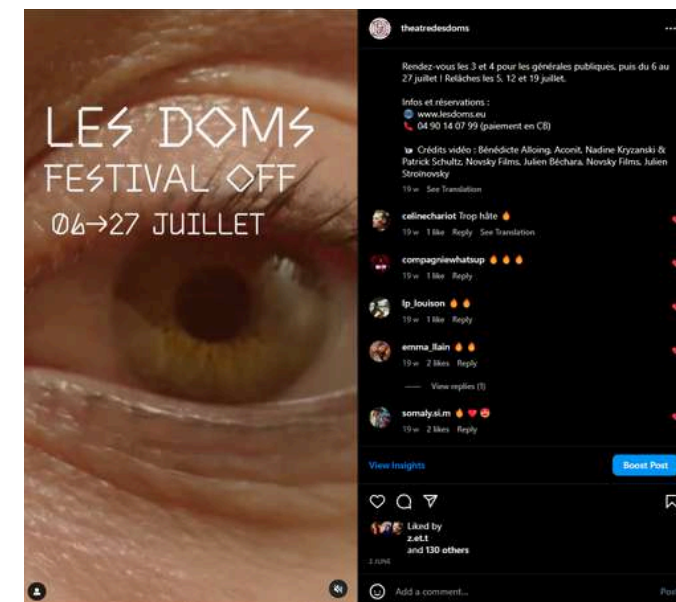 LES DOMS
FESTIVAL OFF
06→27 JUILLET
theatredesdoms
Rendez-vous les 3 et 4 pour les générales publiques, puis du 6 au
27 juillet ! Relâches les 5, 12 et 19 juillet.
Infos et réservations :
🌐 www.lesdoms.eu
📞 04 90 14 07 99 (paiement en CB)
Crédits vidéo : Bénédicte Alloing, Aconit, Nadine Kryzanski &
Patrick Schultz, Novsky Films, Julien Béchara, Novsky Films, Julien
Stroïnovsky
19 w See Translation
celinechariot Trop hâte 🔥
19 w 1 like Reply See Translation
compagniewhatsup 🔥 🔥 🔥
19 w 1 like Reply
lp_louison 🔥 🔥
19 w 1 like Reply
emma_llain 🔥 🔥
19 w 2 likes Reply
View replies (1)
somaly.si.m 🔥 ❤️ 😍
19 w 2 likes Reply
View Insights
Boost Post
Liked by
z.et.t
and 130 others
2 JUNE
Add a comment...